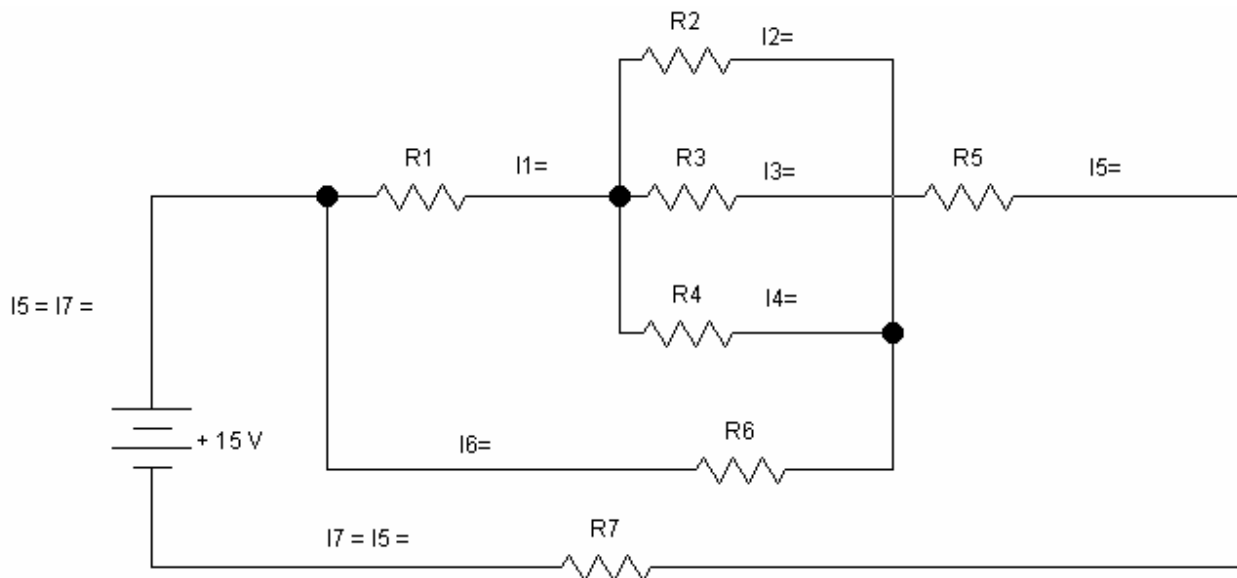 R2
I2=
R1
I1=
R3
I3=
R5
I5=
I5 = I7 =
R4
I4=
+ 15 V
I6=
R6
I7 = I5 =
R7